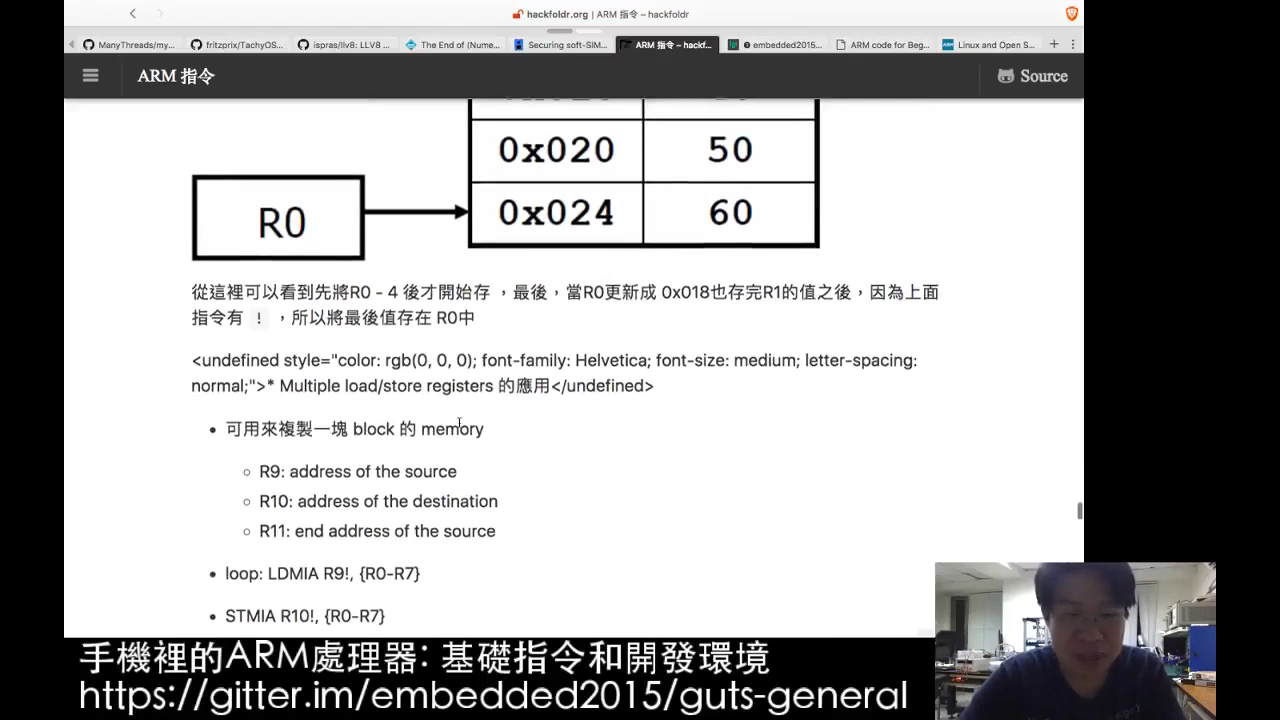 hackfoldr.org | ARM 指令 – hackfoldr
ManyThreads/my...
fritzprix/TachyOS...
ispras/llv8: LLV8 ...
The End of (Nume...
Securing soft-SIM...
ARM 指令 – hackf...
embedded2015...
ARM code for Beg...
Linux and Open S...
ARM 指令
Source
0x020 50
0x024 60
R0
從這裡可以看到先將R0 - 4 後才開始存 ，最後，當R0更新成 0x018也存完R1的值之後，因為上面
指令有 ! ，所以將最後值存在 R0中
<undefined style="color: rgb(0, 0, 0); font-family: Helvetica; font-size: medium; letter-spacing:
normal;">* Multiple load/store registers 的應用</undefined>
• 可用來複製一塊 block 的 memory
◦ R9: address of the source
◦ R10: address of the destination
◦ R11: end address of the source
• loop: LDMIA R9!, {R0-R7}
• STMIA R10!, {R0-R7}
手機裡的ARM處理器: 基礎指令和開發環境
https://gitter.im/embedded2015/guts-general